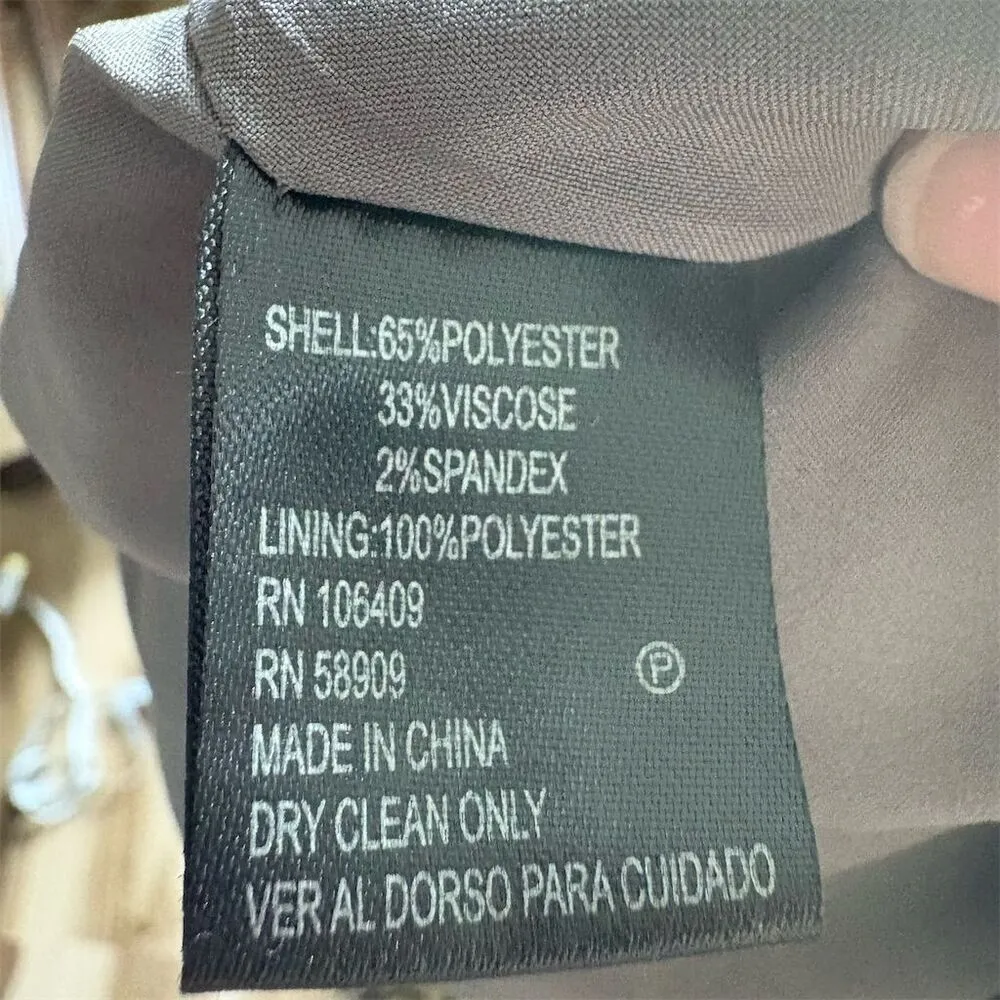 SHELL:65%POLYESTER
33%VISCOSE
2%SPANDEX
LINING:100%POLYESTER
RN 106409
RN 58909
P
MADE IN CHINA
DRY CLEAN ONLY
VER AL DORSO PARA CUIDADO